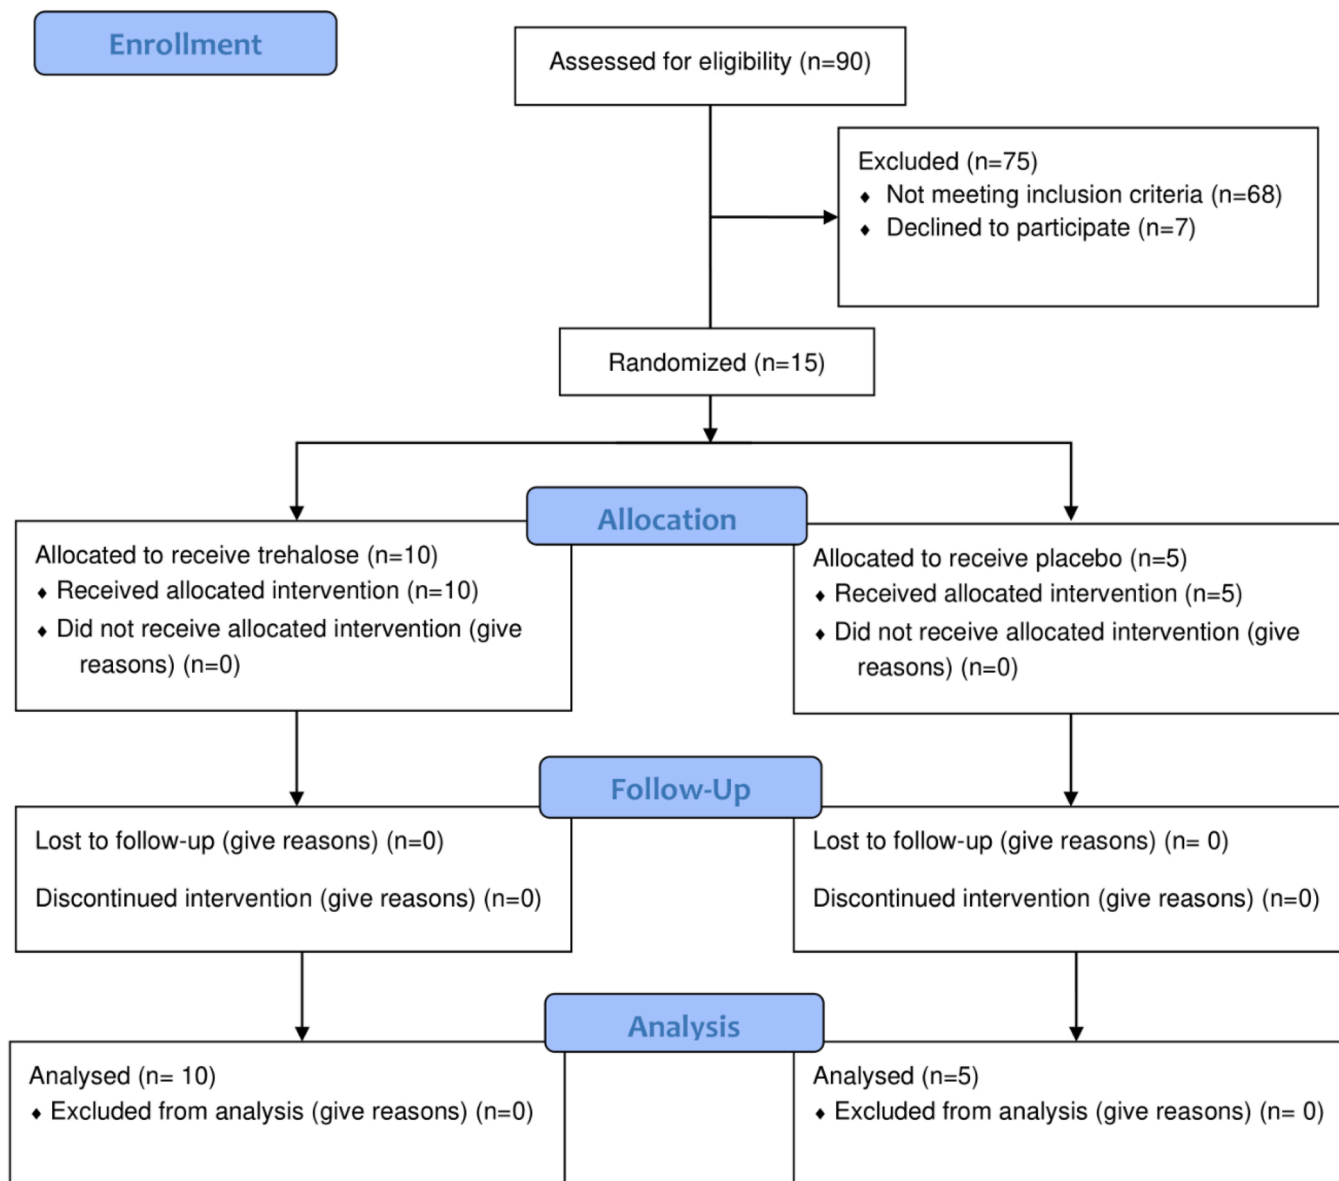 Enrollment
Assessed for eligibility (n=90)
Excluded (n=75)
♦ Not meeting inclusion criteria (n=68)
♦ Declined to participate (n=7)
Randomized (n=15)
Allocation
Allocated to receive trehalose (n=10)
♦ Received allocated intervention (n=10)
♦ Did not receive allocated intervention (give
reasons) (n=0)
Allocated to receive placebo (n=5)
♦ Received allocated intervention (n=5)
♦ Did not receive allocated intervention (give
reasons) (n=0)
Follow-Up
Lost to follow-up (give reasons) (n=0)
Discontinued intervention (give reasons) (n=0)
Lost to follow-up (give reasons) (n= 0)
Discontinued intervention (give reasons) (n=0)
Analysis
Analysed (n= 10)
♦ Excluded from analysis (give reasons) (n=0)
Analysed (n=5)
♦ Excluded from analysis (give reasons) (n= 0)